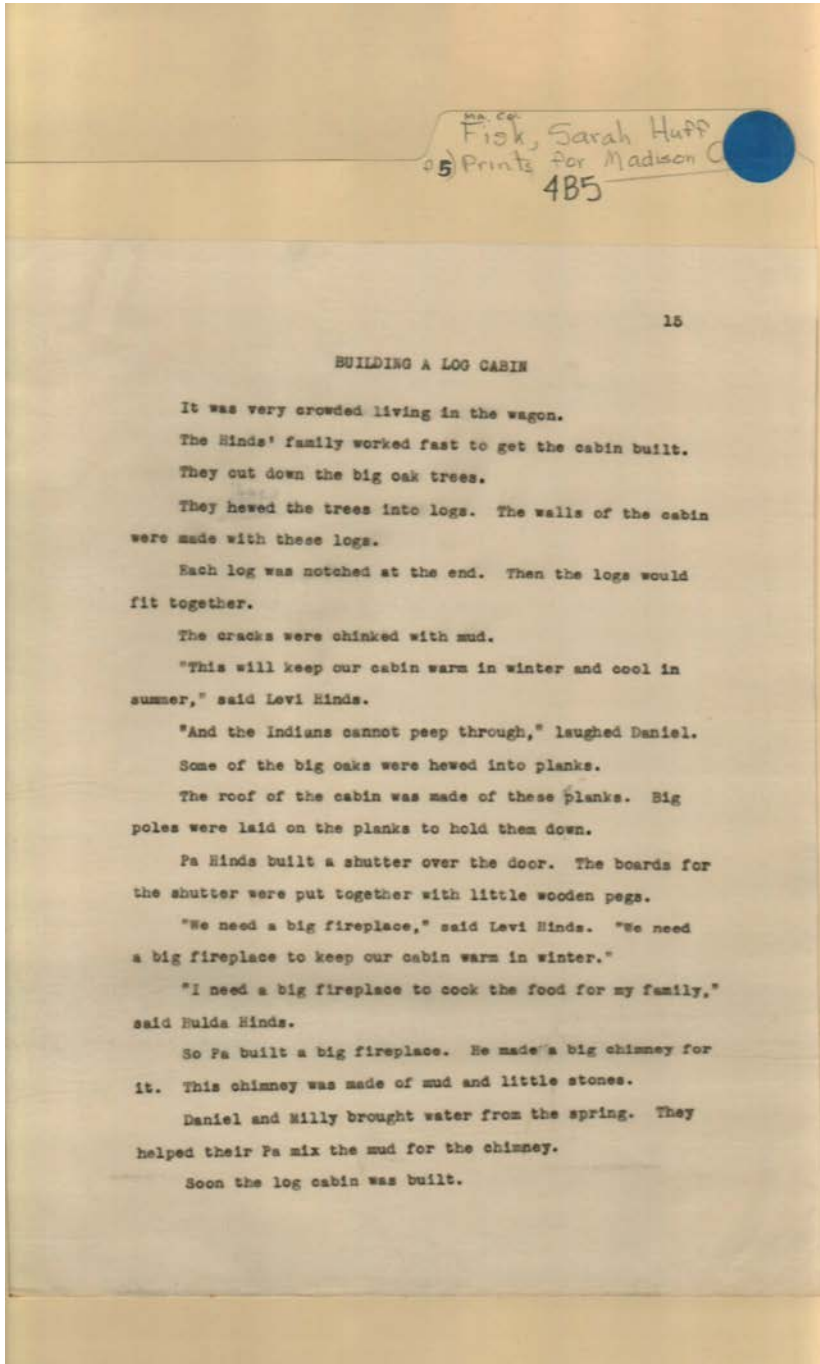 Ma. Co.
Fisk, Sarah Huff
5) Prints for Madison C
4B5
15
BUILDING A LOG CABIN
It was very crowded living in the wagon.
The Hinds' family worked fast to get the cabin built.
They cut down the big oak trees.
They hewed the trees into logs.  The walls of the cabin
were made with these logs.
Each log was notched at the end.  Then the logs would
fit together.
The cracks were chinked with mud.
"This will keep our cabin warm in winter and cool in
summer," said Levi Hinds.
"And the Indians cannot peep through," laughed Daniel.
Some of the big oaks were hewed into planks.
The roof of the cabin was made of these planks.  Big
poles were laid on the planks to hold them down.
Pa Hinds built a shutter over the door.  The boards for
the shutter were put together with little wooden pegs.
"We need a big fireplace," said Levi Hinds.  "We need
a big fireplace to keep our cabin warm in winter."
"I need a big fireplace to cook the food for my family,"
said Hulda Hinds.
So Pa built a big fireplace.  He made a big chimney for
it.  This chimney was made of mud and little stones.
Daniel and Milly brought water from the spring.  They
helped their Pa mix the mud for the chimney.
Soon the log cabin was built.